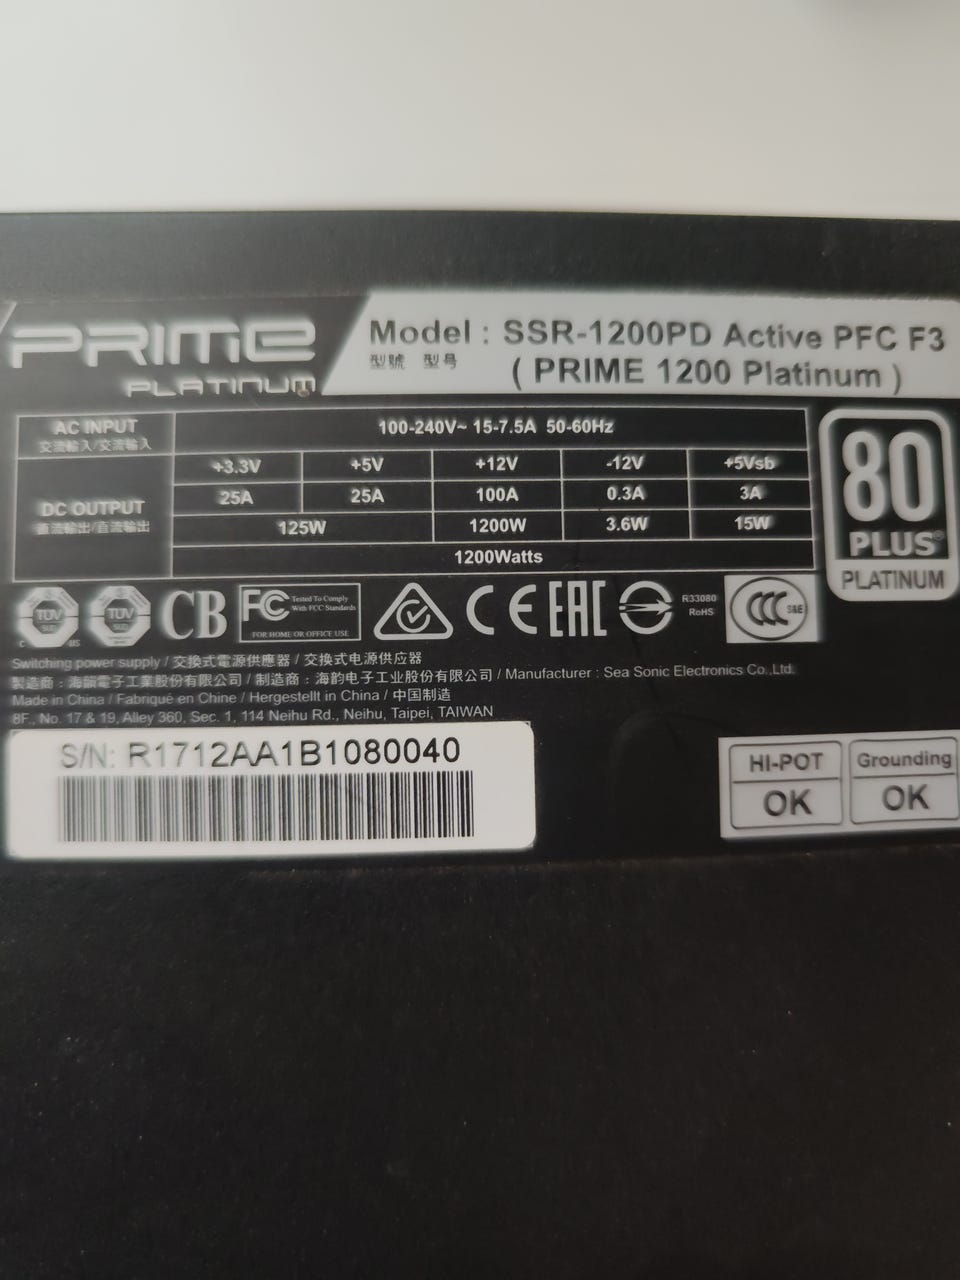 PRIME
PLATINUM
Model : SSR-1200PD Active PFC F3
型號 型号
( PRIME 1200 Platinum )
AC INPUT 100-240V~ 15-7.5A 50-60Hz
交流輸入/交流输入
+3.3V +5V +12V -12V +5Vsb
DC OUTPUT 25A 25A 100A 0.3A 3A
直流輸出/直流输出
125W 1200W 3.6W 15W
1200Watts
80
PLUS®
PLATINUM
TÜV SÜD TÜV SÜD CB FC Tested To Comply
With FCC Standards
FOR HOME OR OFFICE USE
CE EAC R33080
RoHS
CCC S&E
Switching power supply / 交換式電源供應器 / 交换式电源供应器
製造商 : 海韻電子工業股份有限公司 / 制造商 : 海韵电子工业股份有限公司 / Manufacturer : Sea Sonic Electronics Co.,Ltd.
Made in China / Fabriqué en Chine / Hergestellt in China / 中国制造
8F., No. 17 & 19, Alley 360, Sec. 1, 114 Neihu Rd., Neihu, Taipei, TAIWAN
S/N: R1712AA1B1080040
HI-POT Grounding
OK OK